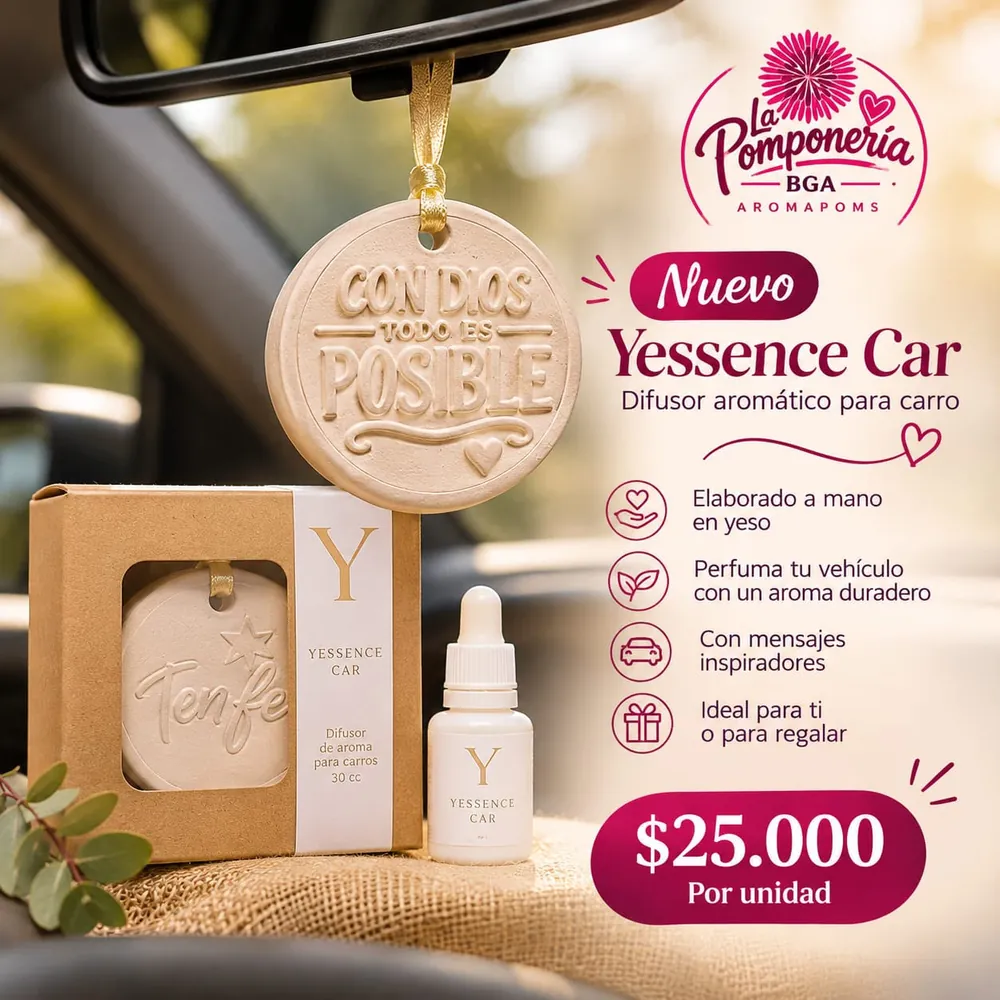 La
Pomponería
BGA
AROMAPOMS
Nuevo
Yessence Car
Difusor aromático para carro
Elaborado a mano
en yeso
Perfuma tu vehículo
con un aroma duradero
Con mensajes
inspiradores
Ideal para ti
o para regalar
$25.000
Por unidad
CON DIOS
TODO ES
POSIBLE
Ten fe
Y
YESSENCE
CAR
Difusor
de aroma
para carros
30 cc
Y
YESSENCE
CAR